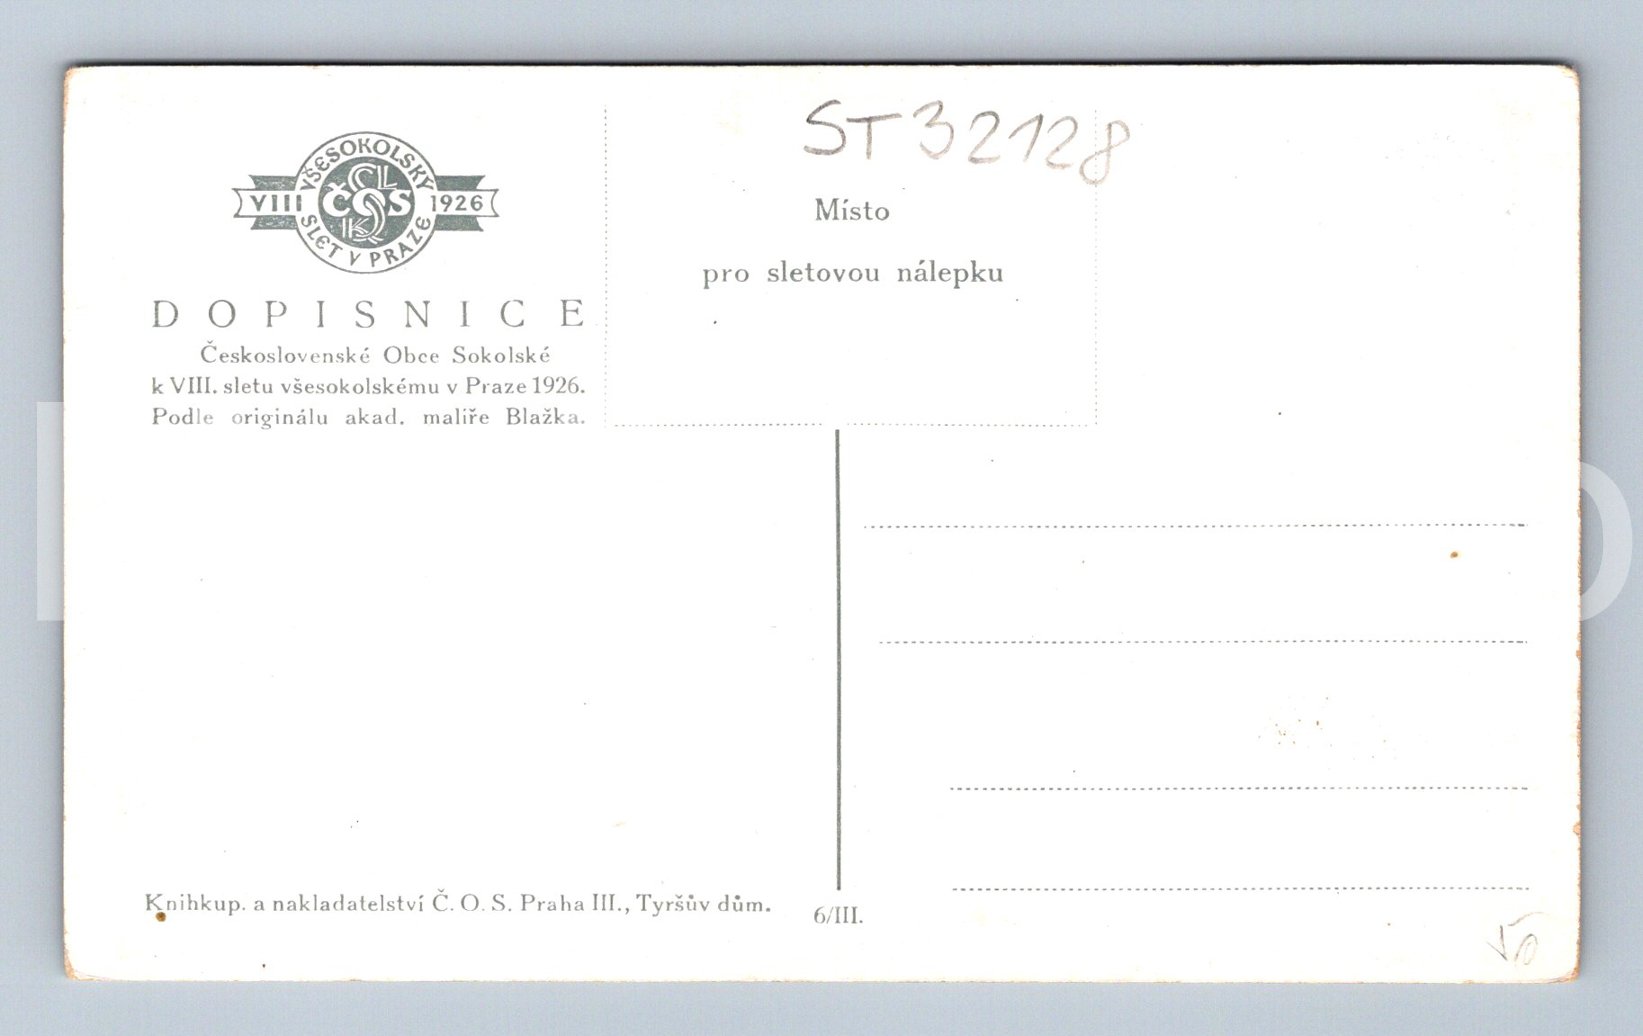 ST32128
VŠESOKOLSKÝ
VIII ČOS 1926
SLET V PRAZE
DOPISNICE
Československé Obce Sokolské
k VIII. sletu všesokolskému v Praze 1926.
Podle originálu akad. malíře Blažka.
Místo
pro sletovou nálepku
Knihkup. a nakladatelství Č. O. S. Praha III., Tyršův dům.
6/III.